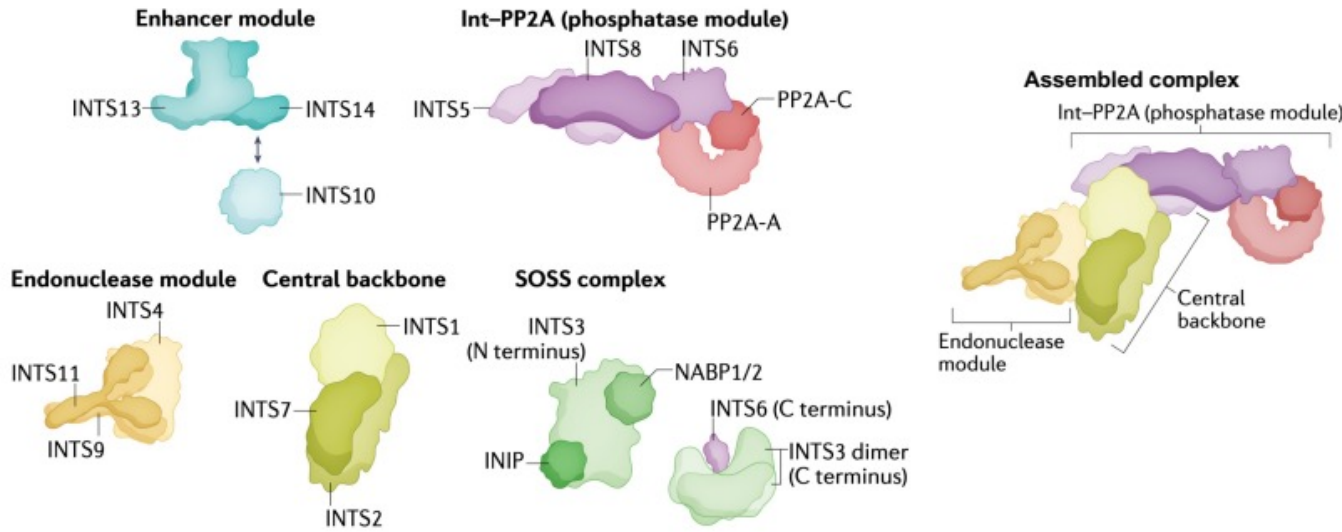 Enhancer module
INTS13
INTS14
INTS10
Int–PP2A (phosphatase module)
INTS8
INTS6
INTS5
PP2A-C
PP2A-A
Endonuclease module
INTS4
INTS11
INTS9
Central backbone
INTS1
INTS7
INTS2
SOSS complex
INTS3
(N terminus)
NABP1/2
INIP
INTS6 (C terminus)
INTS3 dimer
(C terminus)
Assembled complex
Int–PP2A (phosphatase module)
Central
backbone
Endonuclease
module